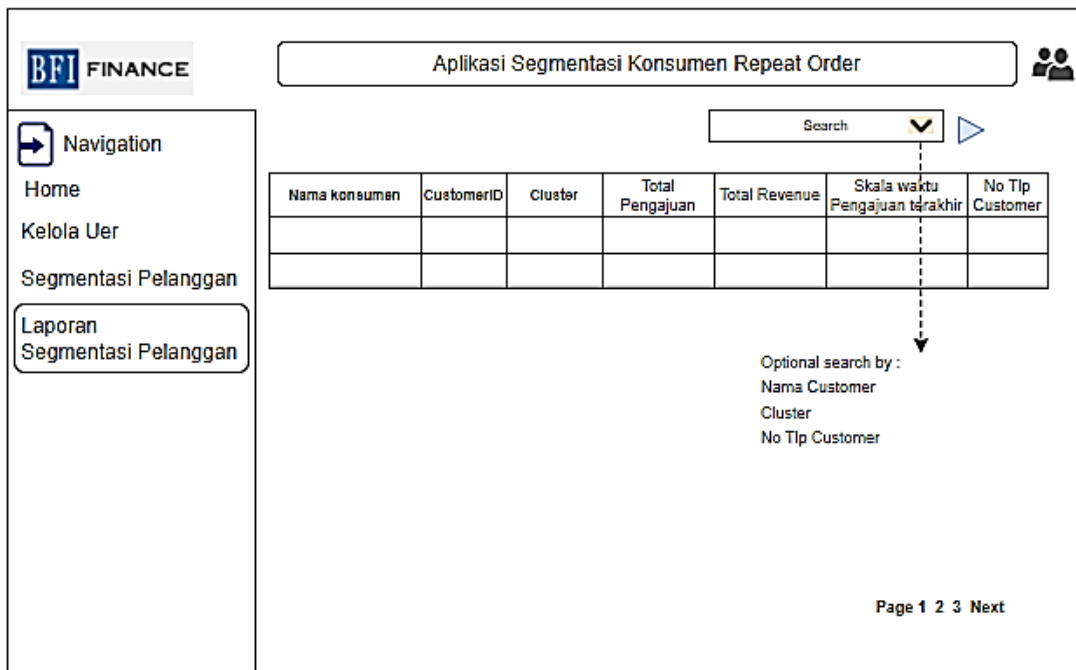 BFI FINANCE
Aplikasi Segmentasi Konsumen Repeat Order
Navigation
Home
Kelola Uer
Segmentasi Pelanggan
Laporan
Segmentasi Pelanggan
Search
Nama konsumen CustomerID Cluster Total Pengajuan Total Revenue Skala waktu Pengajuan terakhir No Tlp Customer
Optional search by :
Nama Customer
Cluster
No Tlp Customer
Page 1 2 3 Next